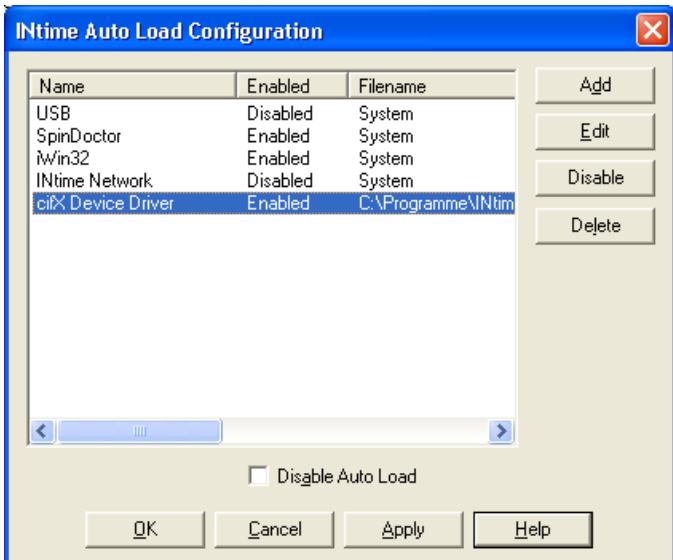 INtime Auto Load Configuration
Name Enabled Filename
USB Disabled System
SpinDoctor Enabled System
iWin32 Enabled System
INtime Network Disabled System
cifX Device Driver Enabled C:\Programme\INtim
Add
Edit
Disable
Delete
Disable Auto Load
OK Cancel Apply Help